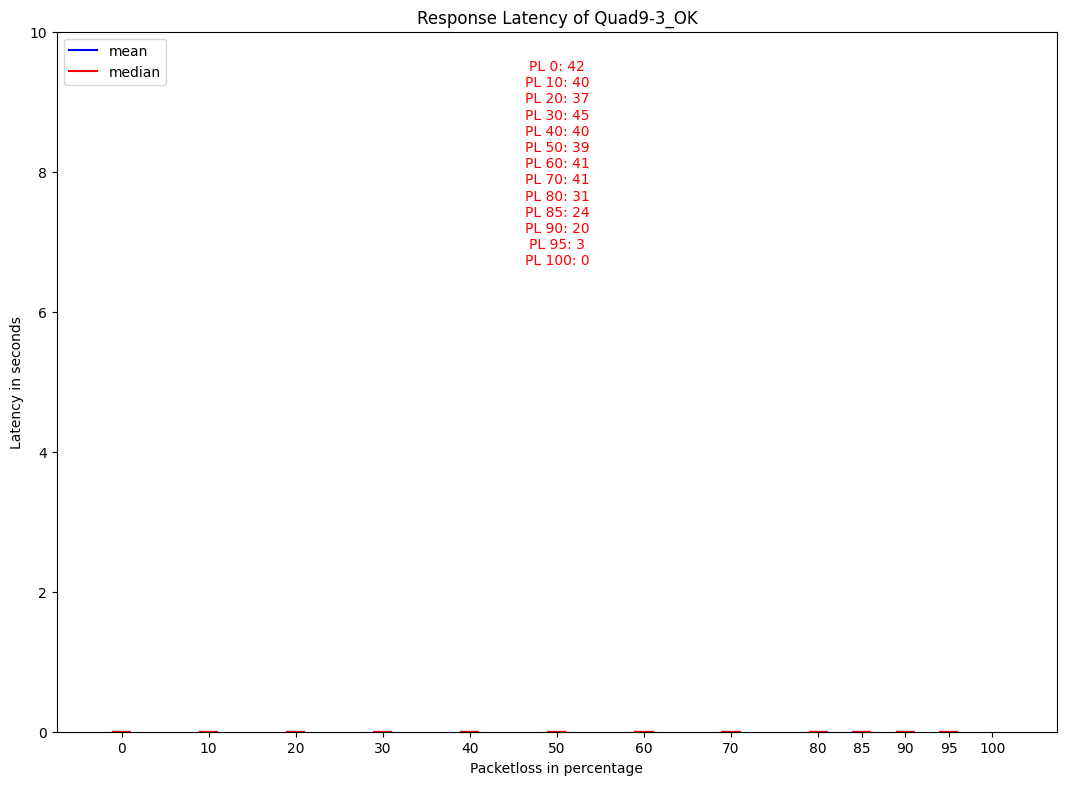 Response Latency of Quad9-3_OK
mean
median
PL 0: 42
PL 10: 40
PL 20: 37
PL 30: 45
PL 40: 40
PL 50: 39
PL 60: 41
PL 70: 41
PL 80: 31
PL 85: 24
PL 90: 20
PL 95: 3
PL 100: 0
Latency in seconds
10
8
6
4
2
0
0 10 20 30 40 50 60 70 80 85 90 95 100
Packetloss in percentage